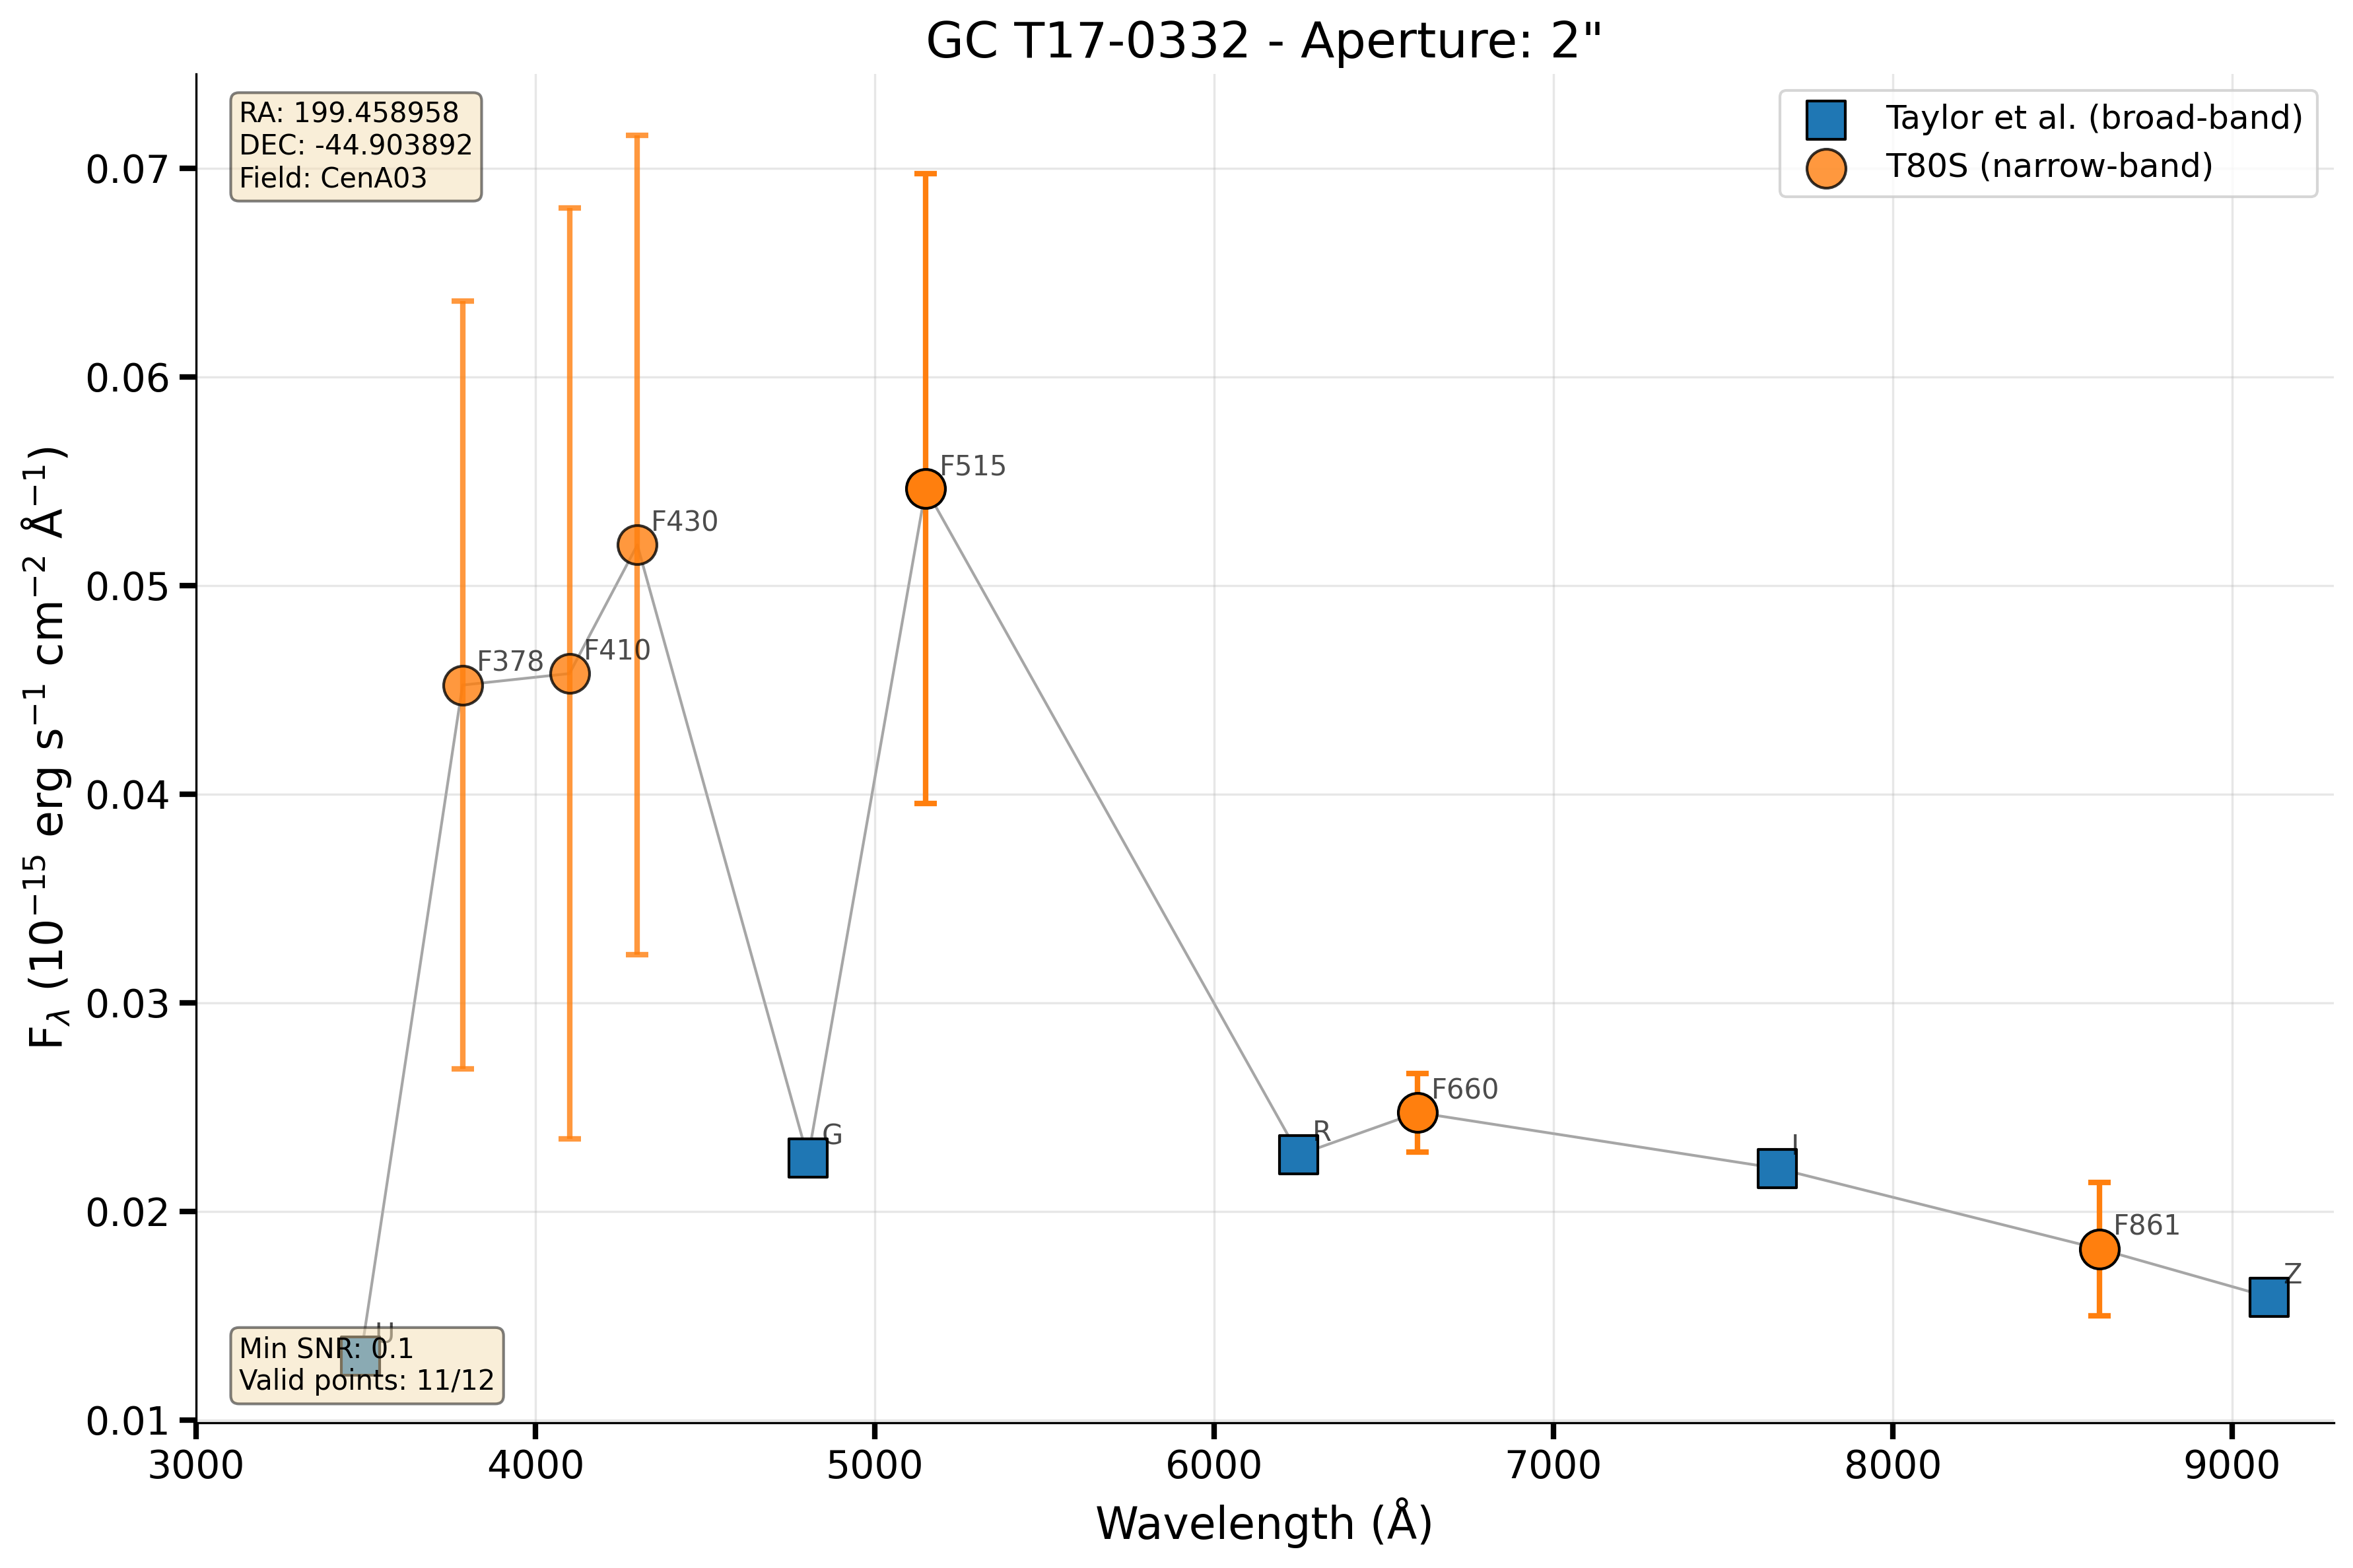 GC T17-0332 - Aperture: 2"
RA: 199.458958
DEC: -44.903892
Field: CenA03
Taylor et al. (broad-band)
T80S (narrow-band)
0.07
0.06
0.05
0.04
0.03
0.02
0.01
F378
F410
F430
F515
G
R
F660
I
F861
Z
U
Min SNR: 0.1
Valid points: 11/12
3000 4000 5000 6000 7000 8000 9000
Wavelength (Å)
Fλ (10⁻¹⁵ erg s⁻¹ cm⁻² Å⁻¹)